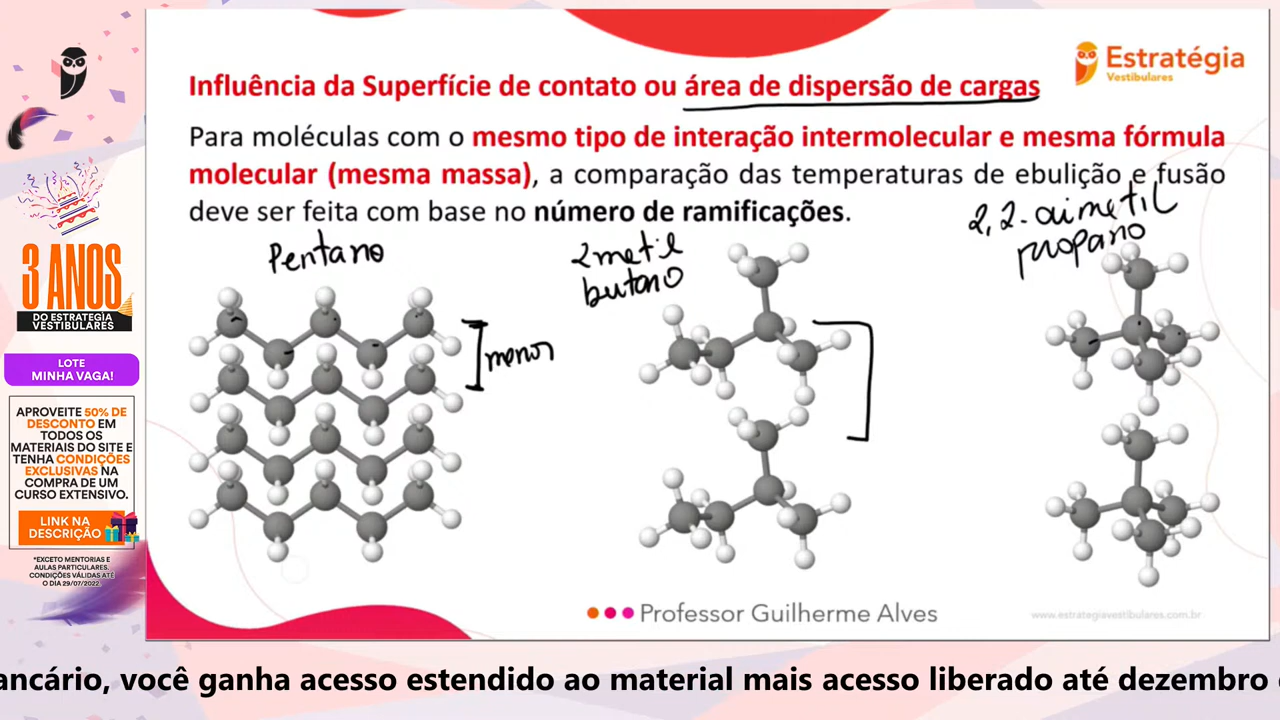 Influência da Superfície de contato ou área de dispersão de cargas
Estratégia
Vestibulares
Para moléculas com o mesmo tipo de interação intermolecular e mesma fórmula
molecular (mesma massa), a comparação das temperaturas de ebulição e fusão
deve ser feita com base no número de ramificações.
Pentano
2 metil
butano
2,2-dimetil
propano
menor
3 ANOS
DO ESTRATÉGIA
VESTIBULARES
LOTE
MINHA VAGA!
APROVEITE 50% DE
DESCONTO EM
TODOS OS
MATERIAIS DO SITE E
TENHA CONDIÇÕES
EXCLUSIVAS NA
COMPRA DE UM
CURSO EXTENSIVO.
LINK NA
DESCRIÇÃO
*EXCETO MENTORIAS E
AULAS PARTICULARES.
CONDIÇÕES VÁLIDAS ATÉ
O DIA 29/07/2022.
Professor Guilherme Alves
www.estrategiavestibulares.com.br
ancário, você ganha acesso estendido ao material mais acesso liberado até dezembro